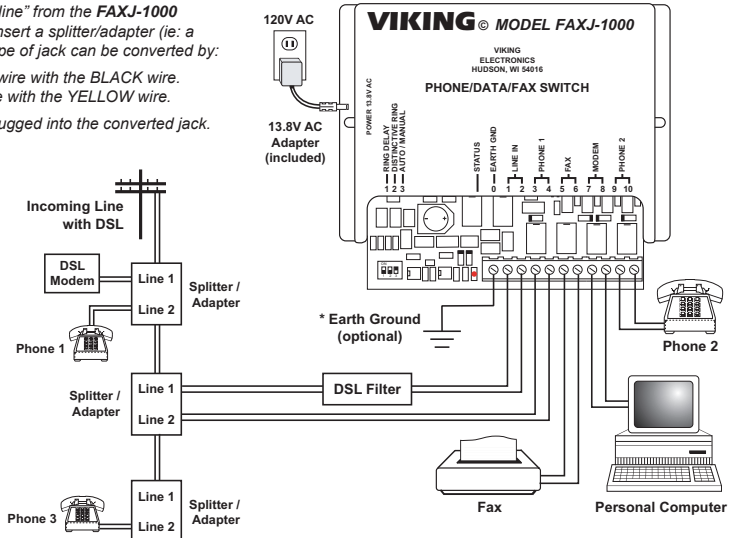 line" from the FAXJ-1000
nsert a splitter/adapter (ie: a
pe of jack can be converted by:
wire with the BLACK wire.
e with the YELLOW wire.
ugged into the converted jack.
120V AC
13.8V AC
Adapter
(included)
VIKING © MODEL FAXJ-1000
VIKING
ELECTRONICS
HUDSON, WI 54016
PHONE/DATA/FAX SWITCH
POWER 13.8V AC
1 RING DELAY
2 DISTINCTIVE RING
3 AUTO / MANUAL
STATUS
EARTH GND
LINE IN
PHONE 1
FAX
MODEM
PHONE 2
0 1 2 3 4 5 6 7 8 9 10
ON
1 2 3
Incoming Line
with DSL
DSL
Modem
Line 1
Line 2
Splitter /
Adapter
Phone 1
* Earth Ground
(optional)
Phone 2
Splitter /
Adapter
Line 1
Line 2
DSL Filter
Fax
Personal Computer
Phone 3
Line 1
Line 2
Splitter /
Adapter